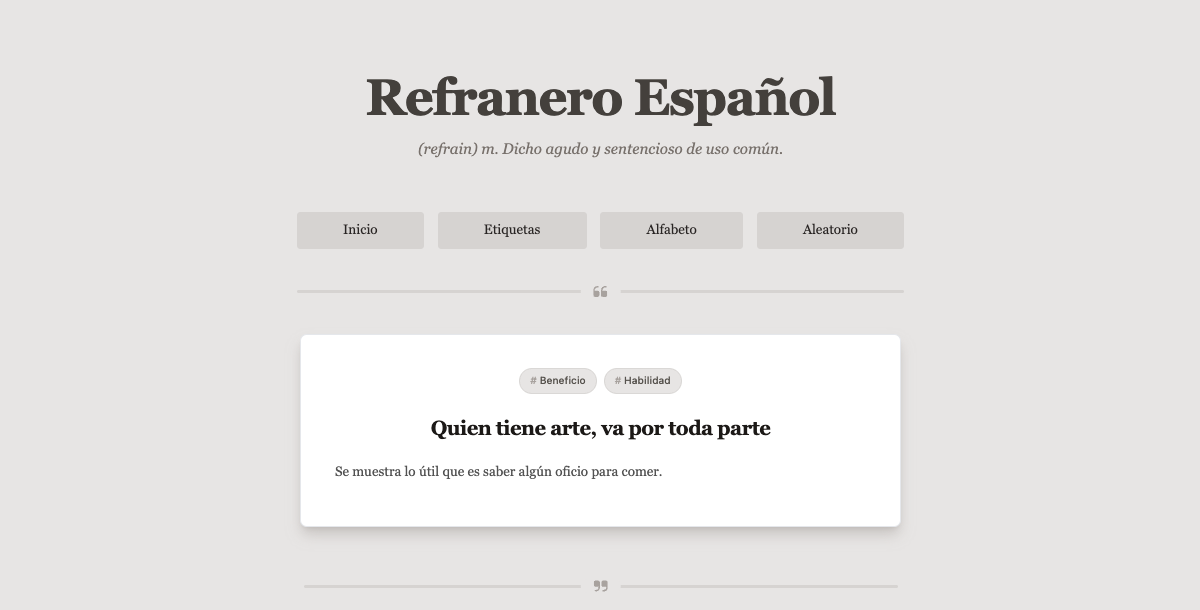 Refranero Español
(refrain) m. Dicho agudo y sentencioso de uso común.
Inicio
Etiquetas
Alfabeto
Aleatorio
# Beneficio
# Habilidad
Quien tiene arte, va por toda parte
Se muestra lo útil que es saber algún oficio para comer.